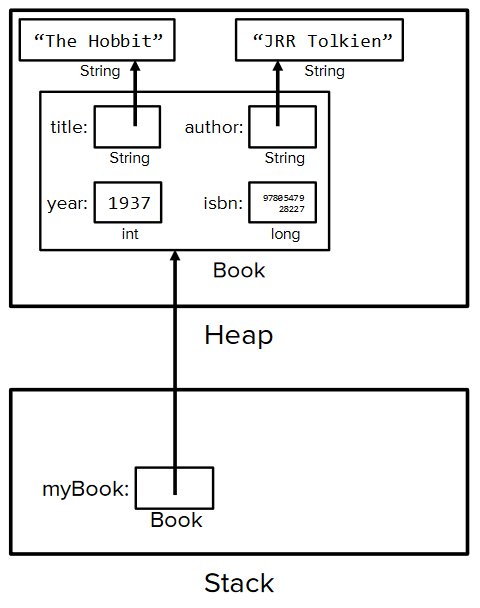 “The Hobbit”
“JRR Tolkien”
String
String
title:
author:
String
String
year:
1937
isbn:
97805479
28227
int
long
Book
Heap
myBook:
Book
Stack